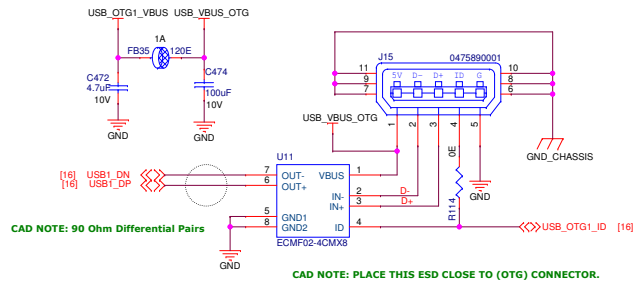 USB_OTG1_VBUS USB_VBUS_OTG
1A
FB35 120E
C472
4.7uF
10V
C474
100uF
10V
GND
GND
J15 0475890001
5V D- D+ ID G
11
9
7
10
8
6
1 2 3 4 5
USB_VBUS_OTG
0E
R114
GND
GND_CHASSIS
U11
[16] USB1_DN
[16] USB1_DP
7 OUT-
6 OUT+
VBUS 1
IN- 2 D-
IN+ 3 D+
5 GND1
8 GND2
ID 4
ECMF02-4CMX8
GND
USB_OTG1_ID [16]
CAD NOTE: 90 Ohm Differential Pairs
CAD NOTE: PLACE THIS ESD CLOSE TO (OTG) CONNECTOR.